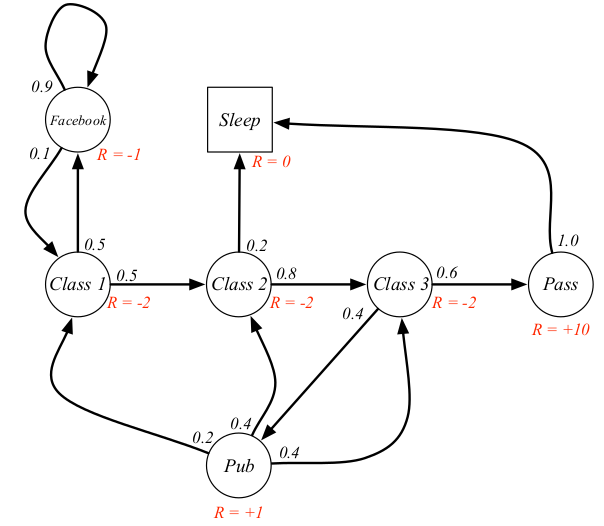 0.9
Facebook
Sleep
0.1
R = -1
R = 0
0.5
0.2
1.0
Class 1
0.5
Class 2
0.8
Class 3
0.6
Pass
R = -2
R = -2
R = -2
0.4
R = +10
0.2
0.4
0.4
Pub
R = +1